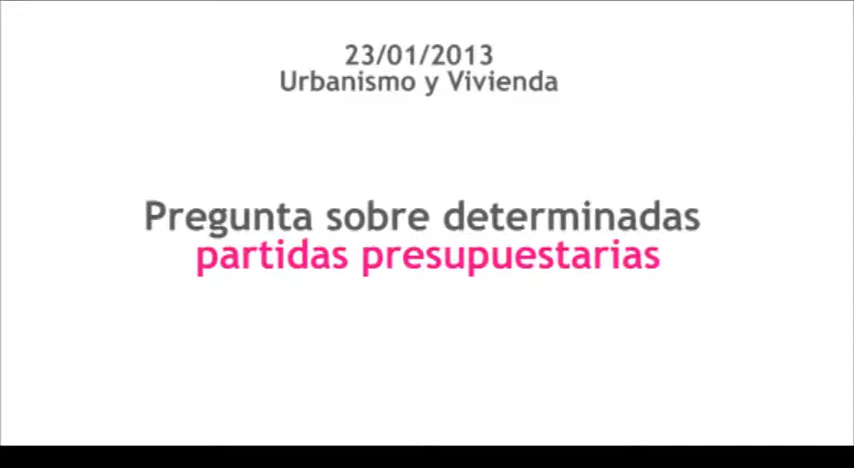 23/01/2013
Urbanismo y Vivienda
Pregunta sobre determinadas
partidas presupuestarias